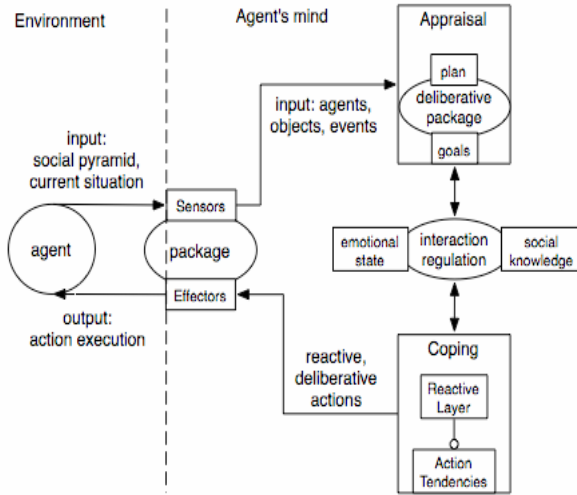 Environment
Agent's mind
Appraisal
plan
deliberative
package
goals
input: agents,
objects, events
input:
social pyramid,
current situation
Sensors
agent
package
Effectors
output:
action execution
emotional
state
interaction
regulation
social
knowledge
reactive,
deliberative
actions
Coping
Reactive
Layer
Action
Tendencies